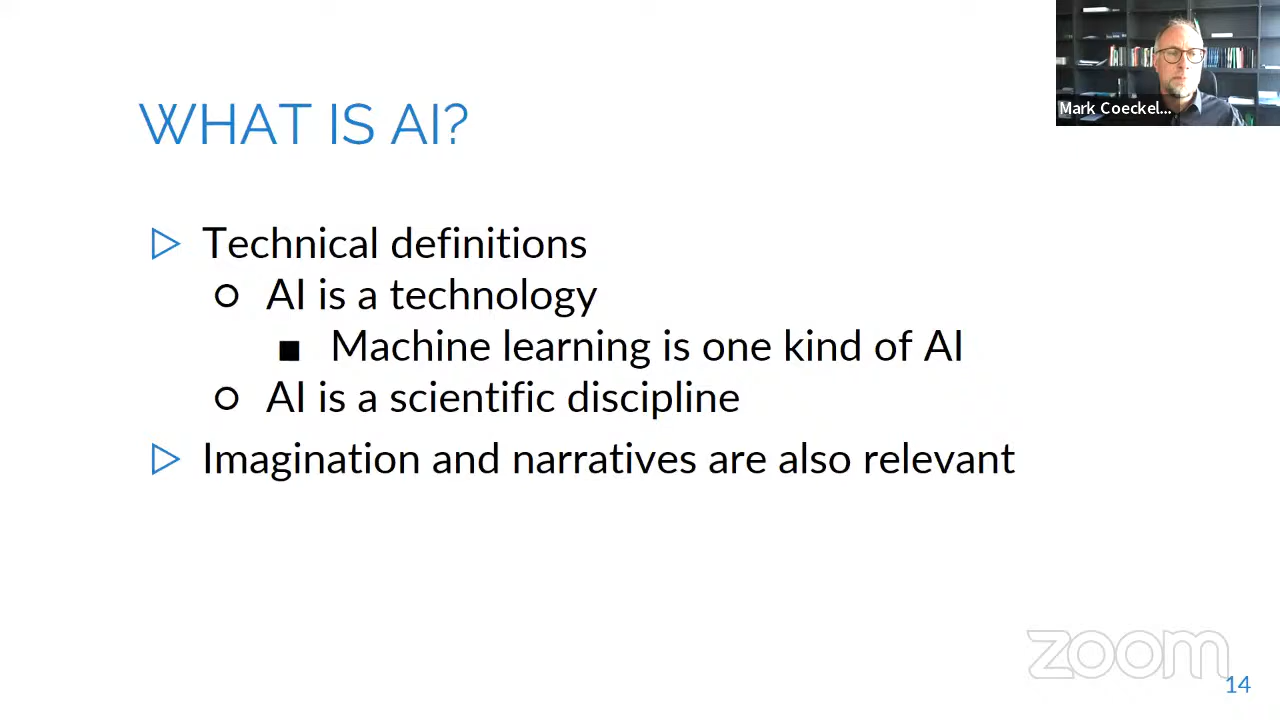 WHAT IS AI?
Technical definitions
AI is a technology
Machine learning is one kind of AI
AI is a scientific discipline
Imagination and narratives are also relevant
Mark Coeckel...
zoom
14